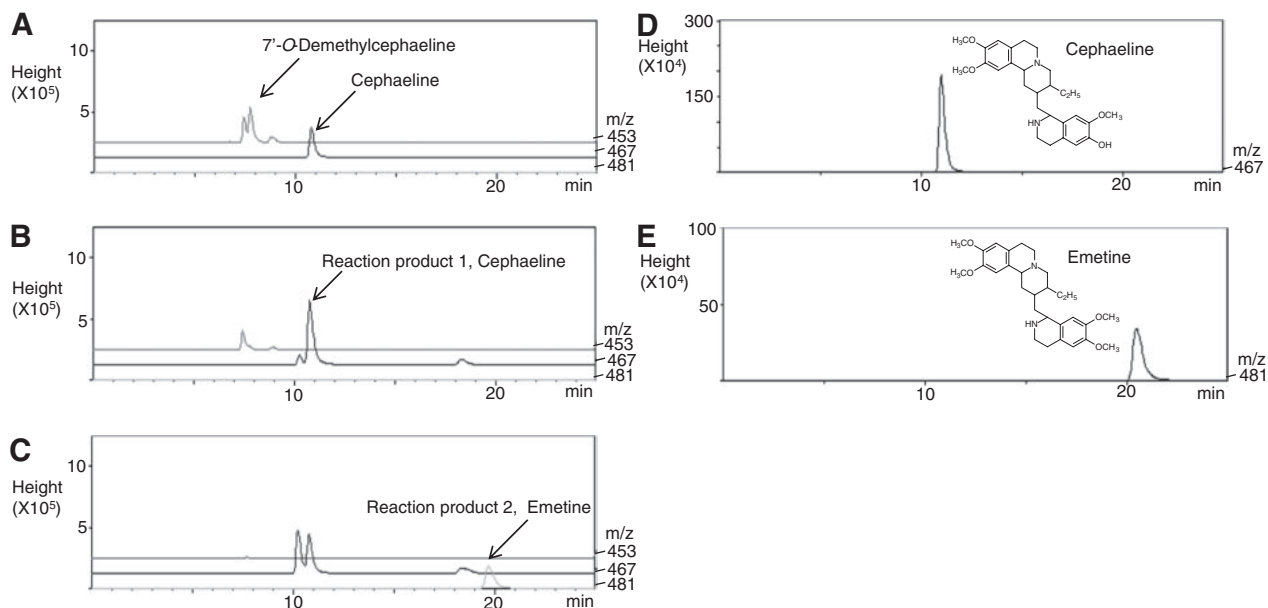 A
Height
(X10⁵)
10
5
7’-O-Demethylcephaeline
Cephaeline
m/z
453
467
481
10
20
min
B
Height
(X10⁵)
10
5
Reaction product 1, Cephaeline
m/z
453
467
481
10
20
min
C
Height
(X10⁵)
10
5
Reaction product 2, Emetine
m/z
453
467
481
10
20
min
D
Height
(X10⁴)
300
150
Cephaeline
H₃CO
H₃CO
N
C₂H₅
HN
OCH₃
OH
m/z
467
10
20
min
E
Height
(X10⁴)
100
50
Emetine
H₃CO
H₃CO
N
C₂H₅
HN
OCH₃
OCH₃
m/z
481
10
20
min